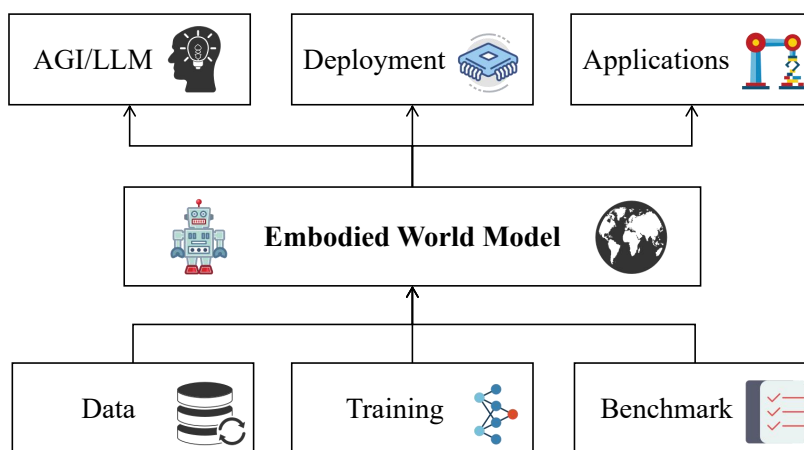 AGI/LLM
Deployment
Applications
Embodied World Model
Data
Training
Benchmark